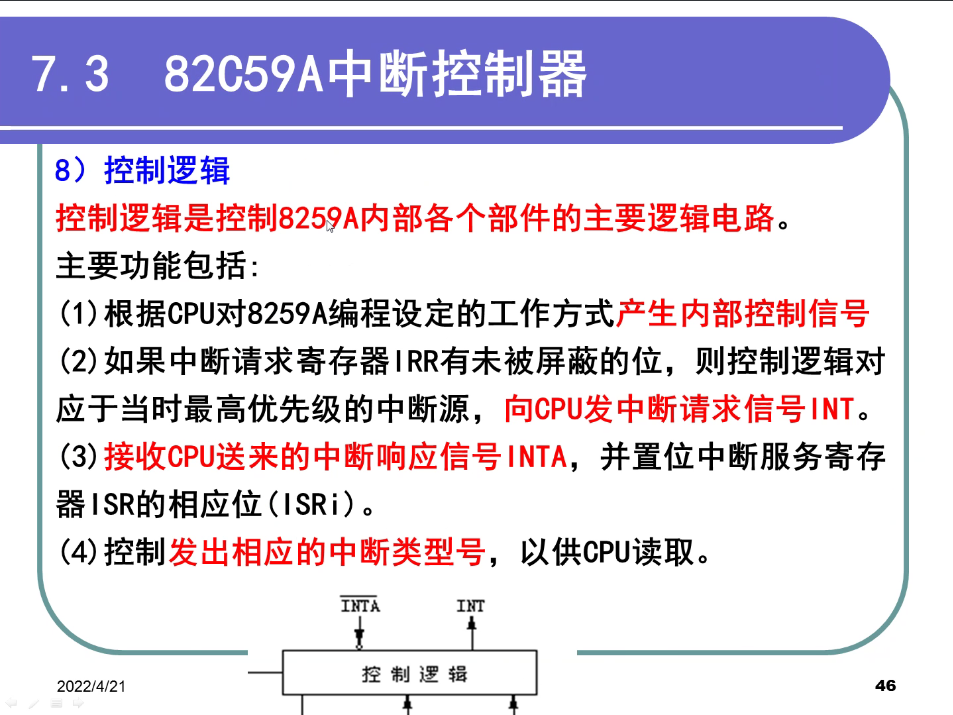 7.3 82C59A中断控制器
8）控制逻辑
控制逻辑是控制8259A内部各个部件的主要逻辑电路。
主要功能包括:
(1)根据CPU对8259A编程设定的工作方式产生内部控制信号
(2)如果中断请求寄存器IRR有未被屏蔽的位，则控制逻辑对
应于当时最高优先级的中断源，向CPU发中断请求信号INT。
(3)接收CPU送来的中断响应信号INTA，并置位中断服务寄存
器ISR的相应位(ISRi)。
(4)控制发出相应的中断类型号，以供CPU读取。
INTA INT
控制逻辑
2022/4/21
46